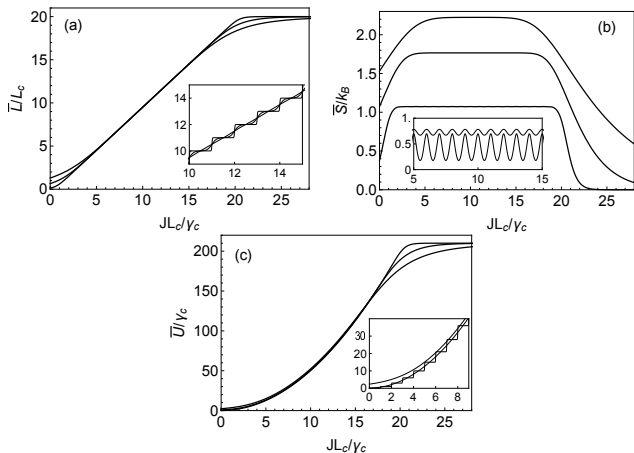 (a)
L̅/L_c
20
15
10
5
0
0 5 10 15 20 25
JL_c/γ_c
14
12
10
10 12 14
(b)
S̅/k_B
2.0
1.5
1.0
0.5
0.0
0 5 10 15 20 25
JL_c/γ_c
1.
0.5
0
5 10 15
(c)
U̅/γ_c
200
150
100
50
0
0 5 10 15 20 25
JL_c/γ_c
30
20
10
0
0 2 4 6 8